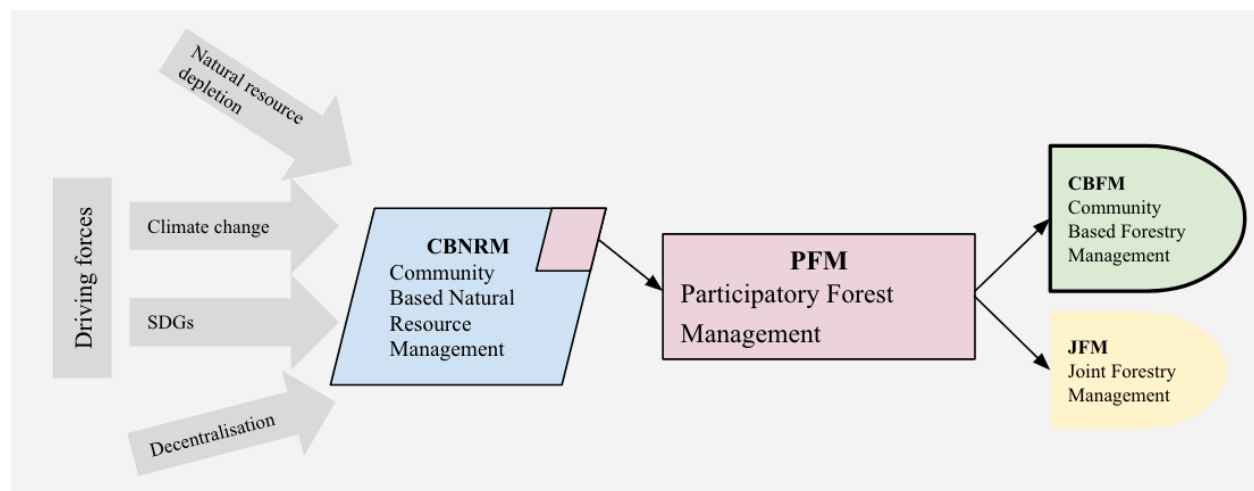 Driving forces
Natural resource
depletion
Climate change
SDGs
Decentralisation
CBNRM
Community
Based Natural
Resource
Management
PFM
Participatory Forest
Management
CBFM
Community
Based Forestry
Management
JFM
Joint Forestry
Management